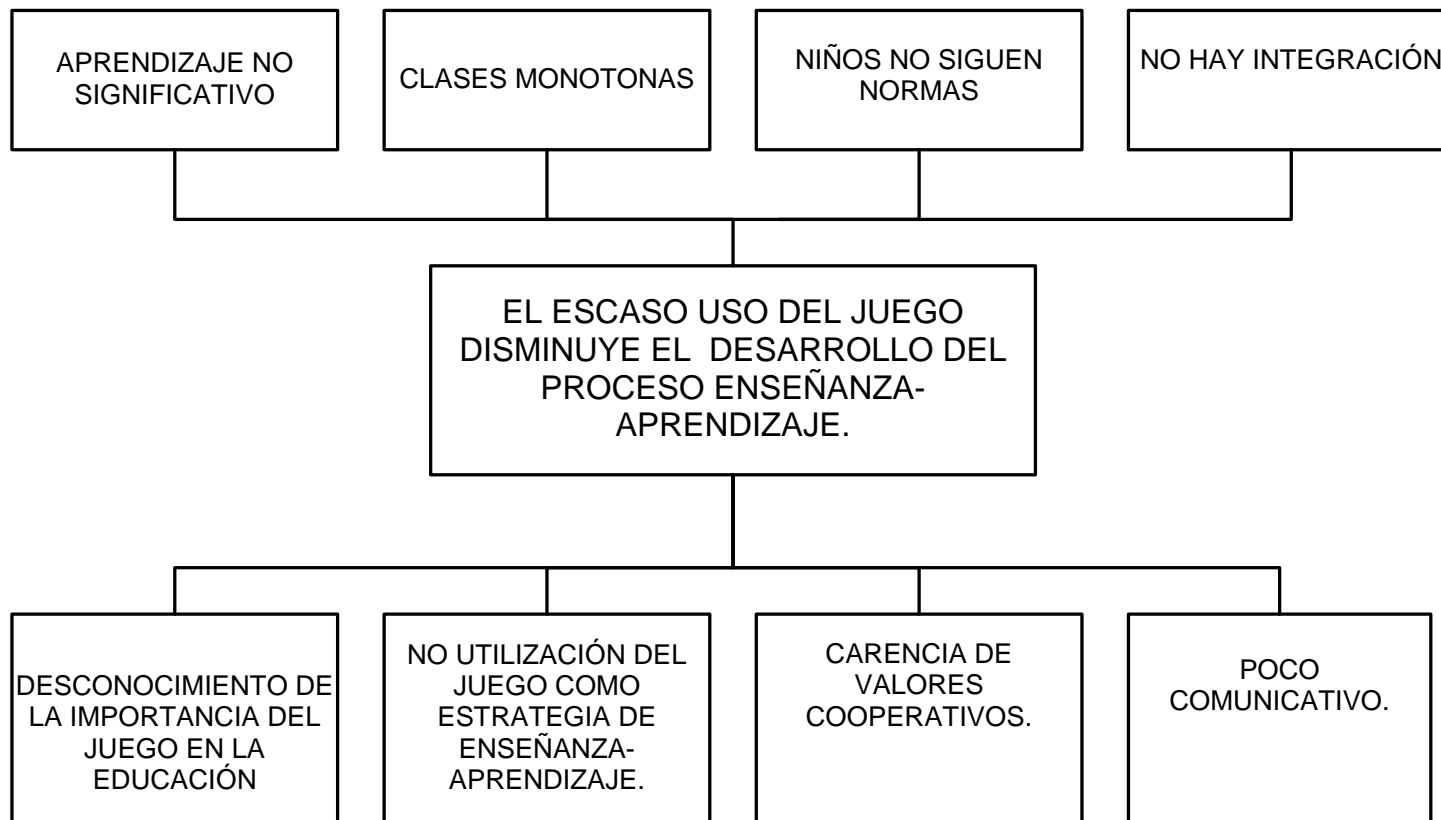 APRENDIZAJE NO
SIGNIFICATIVO
CLASES MONOTONAS
NIÑOS NO SIGUEN
NORMAS
NO HAY INTEGRACIÓN
EL ESCASO USO DEL JUEGO
DISMINUYE EL DESARROLLO DEL
PROCESO ENSEÑANZA-
APRENDIZAJE.
DESCONOCIMIENTO DE
LA IMPORTANCIA DEL
JUEGO EN LA
EDUCACIÓN
NO UTILIZACIÓN DEL
JUEGO COMO
ESTRATEGIA DE
ENSEÑANZA-
APRENDIZAJE.
CARENCIA DE
VALORES
COOPERATIVOS.
POCO
COMUNICATIVO.